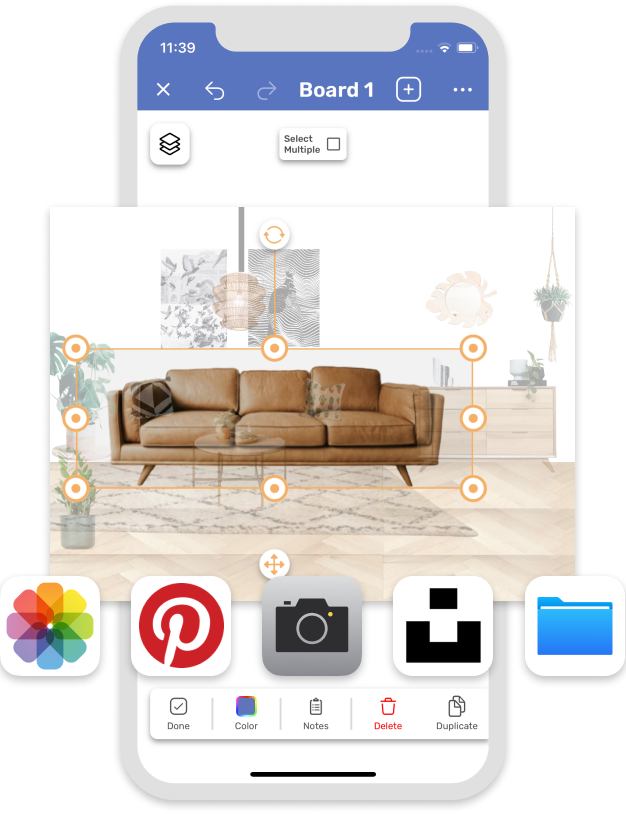 11:39
Board 1
Select
Multiple
Done
Color
Notes
Delete
Duplicate